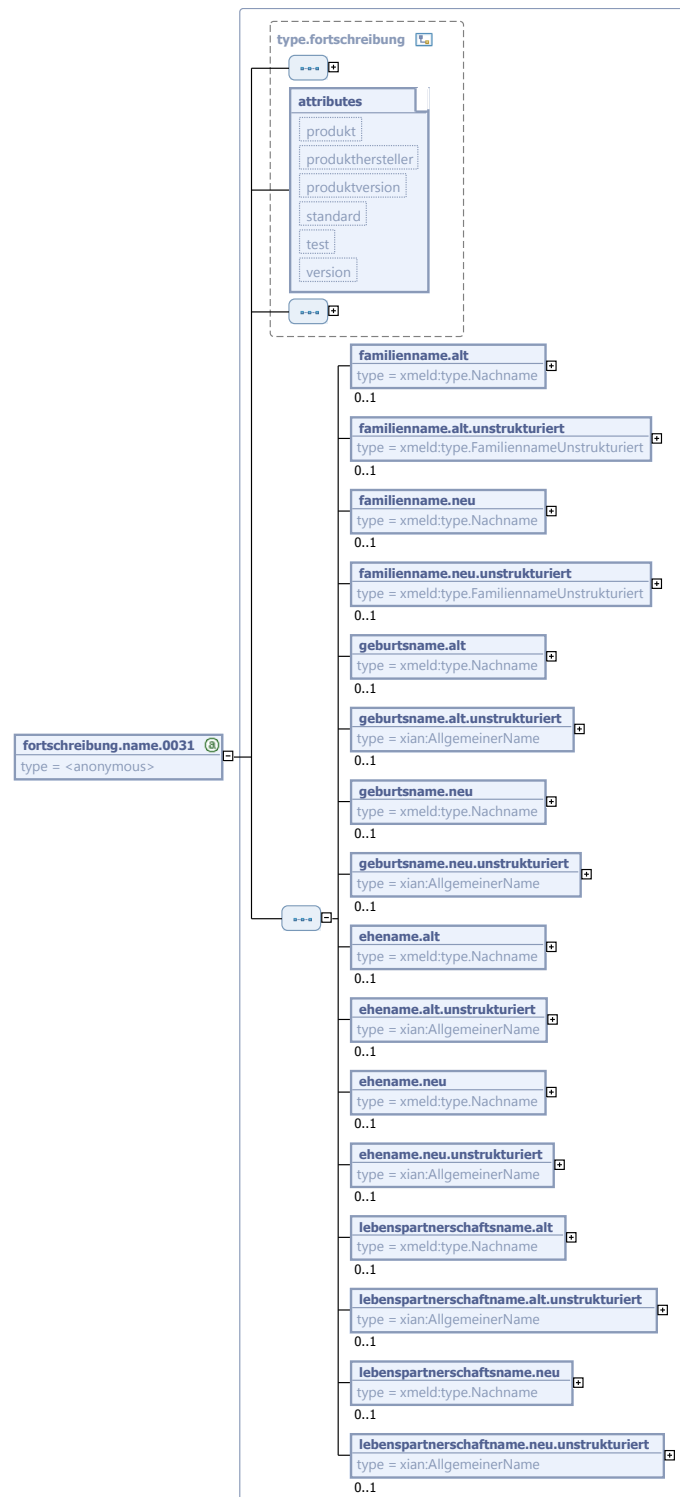 type.fortschreibung
attributes
produkt
produkthersteller
produktversion
standard
test
version
familienname.alt
type = xmeld:type.Nachname
0..1
familienname.alt.unstrukturiert
type = xmeld:type.FamiliennameUnstrukturiert
0..1
familienname.neu
type = xmeld:type.Nachname
0..1
familienname.neu.unstrukturiert
type = xmeld:type.FamiliennameUnstrukturiert
0..1
geburtsname.alt
type = xmeld:type.Nachname
0..1
geburtsname.alt.unstrukturiert
type = xian:AllgemeinerName
0..1
fortschreibung.name.0031 a
type = <anonymous>
geburtsname.neu
type = xmeld:type.Nachname
0..1
geburtsname.neu.unstrukturiert
type = xian:AllgemeinerName
0..1
ehename.alt
type = xmeld:type.Nachname
0..1
ehename.alt.unstrukturiert
type = xian:AllgemeinerName
0..1
ehename.neu
type = xmeld:type.Nachname
0..1
ehename.neu.unstrukturiert
type = xian:AllgemeinerName
0..1
lebenspartnerschaftsname.alt
type = xmeld:type.Nachname
0..1
lebenspartnerschaftname.alt.unstrukturiert
type = xian:AllgemeinerName
0..1
lebenspartnerschaftsname.neu
type = xmeld:type.Nachname
0..1
lebenspartnerschaftname.neu.unstrukturiert
type = xian:AllgemeinerName
0..1